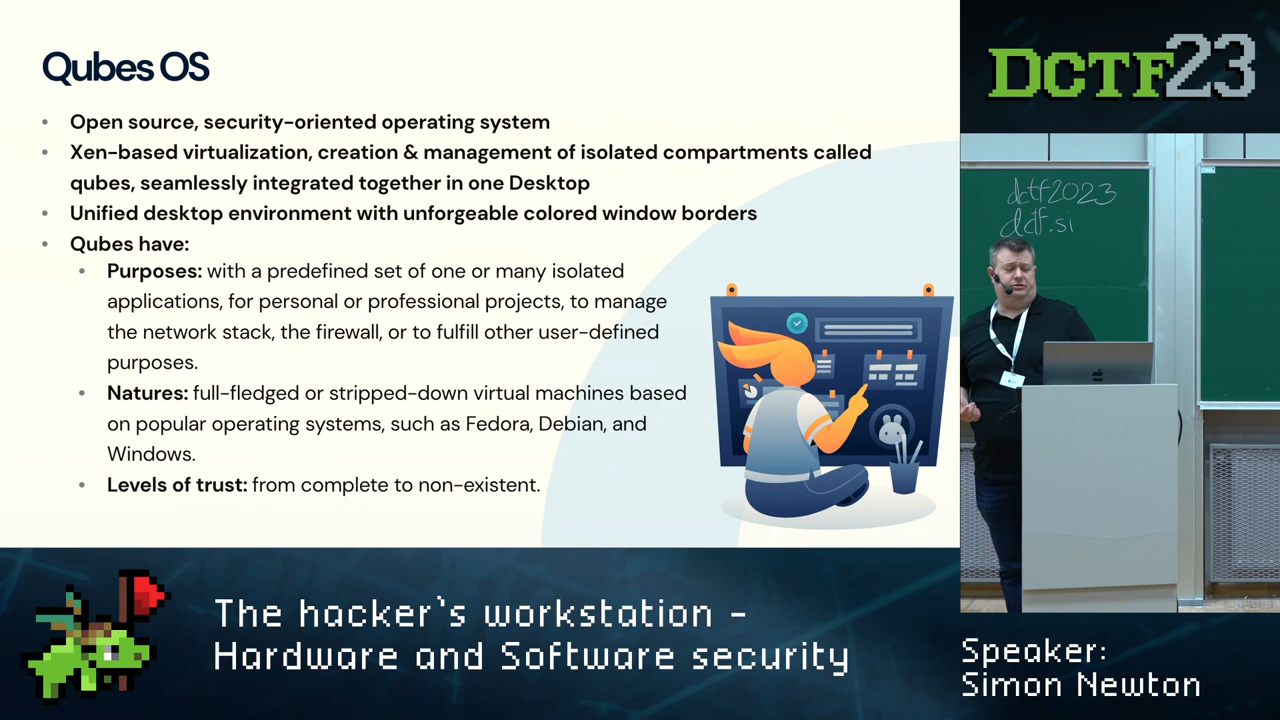 Qubes OS
• Open source, security-oriented operating system
• Xen-based virtualization, creation & management of isolated compartments called
qubes, seamlessly integrated together in one Desktop
• Unified desktop environment with unforgeable colored window borders
• Qubes have:
• Purposes: with a predefined set of one or many isolated
applications, for personal or professional projects, to manage
the network stack, the firewall, or to fulfill other user-defined
purposes.
• Natures: full-fledged or stripped-down virtual machines based
on popular operating systems, such as Fedora, Debian, and
Windows.
• Levels of trust: from complete to non-existent.
DCTF23
dctf2023
dctf.si
The hacker`s workstation -
Hardware and Software security
Speaker:
Simon Newton